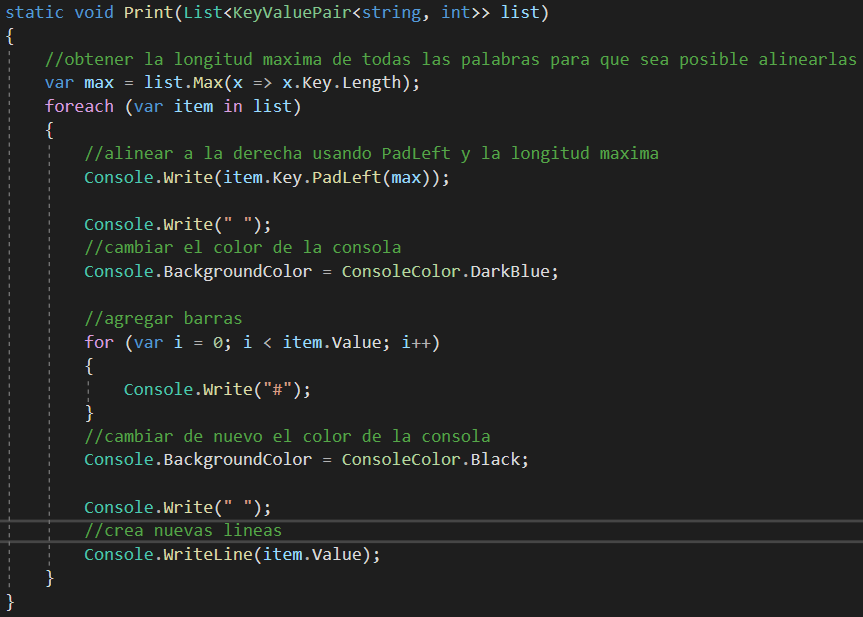 static void Print(List<KeyValuePair<string, int>> list)
{
//obtener la longitud maxima de todas las palabras para que sea posible alinearlas
var max = list.Max(x => x.Key.Length);
foreach (var item in list)
{
//alinear a la derecha usando PadLeft y la longitud maxima
Console.Write(item.Key.PadLeft(max));
Console.Write(" ");
//cambiar el color de la consola
Console.BackgroundColor = ConsoleColor.DarkBlue;
//agregar barras
for (var i = 0; i < item.Value; i++)
{
Console.Write("#");
}
//cambiar de nuevo el color de la consola
Console.BackgroundColor = ConsoleColor.Black;
Console.Write(" ");
//crea nuevas lineas
Console.WriteLine(item.Value);
}
}